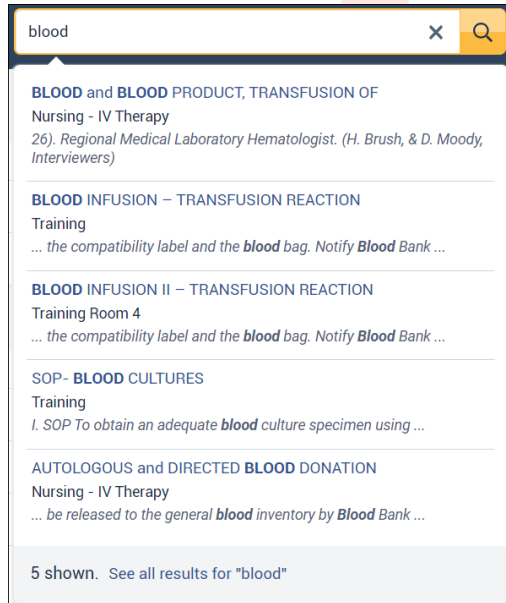 blood
BLOOD and BLOOD PRODUCT, TRANSFUSION OF
Nursing - IV Therapy
26). Regional Medical Laboratory Hematologist. (H. Brush, & D. Moody,
Interviewers)
BLOOD INFUSION – TRANSFUSION REACTION
Training
... the compatibility label and the blood bag. Notify Blood Bank ...
BLOOD INFUSION II – TRANSFUSION REACTION
Training Room 4
... the compatibility label and the blood bag. Notify Blood Bank ...
SOP- BLOOD CULTURES
Training
I. SOP To obtain an adequate blood culture specimen using ...
AUTOLOGOUS and DIRECTED BLOOD DONATION
Nursing - IV Therapy
... be released to the general blood inventory by Blood Bank ...
5 shown. See all results for "blood"